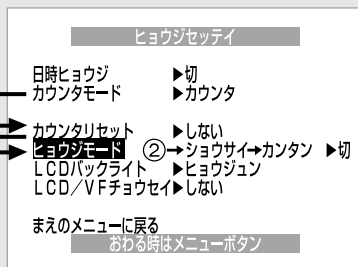 ヒョウジセッテイ
日時ヒョウジ ▶切
カウンタモード ▶カウンタ
カウンタリセット ▶しない
ヒョウジモード ②→ショウサイ→カンタン ▶切
LCDバックライト ▶ヒョウジュン
LCD/VFチョウセイ▶しない
まえのメニューに戻る
おわる時はメニューボタン